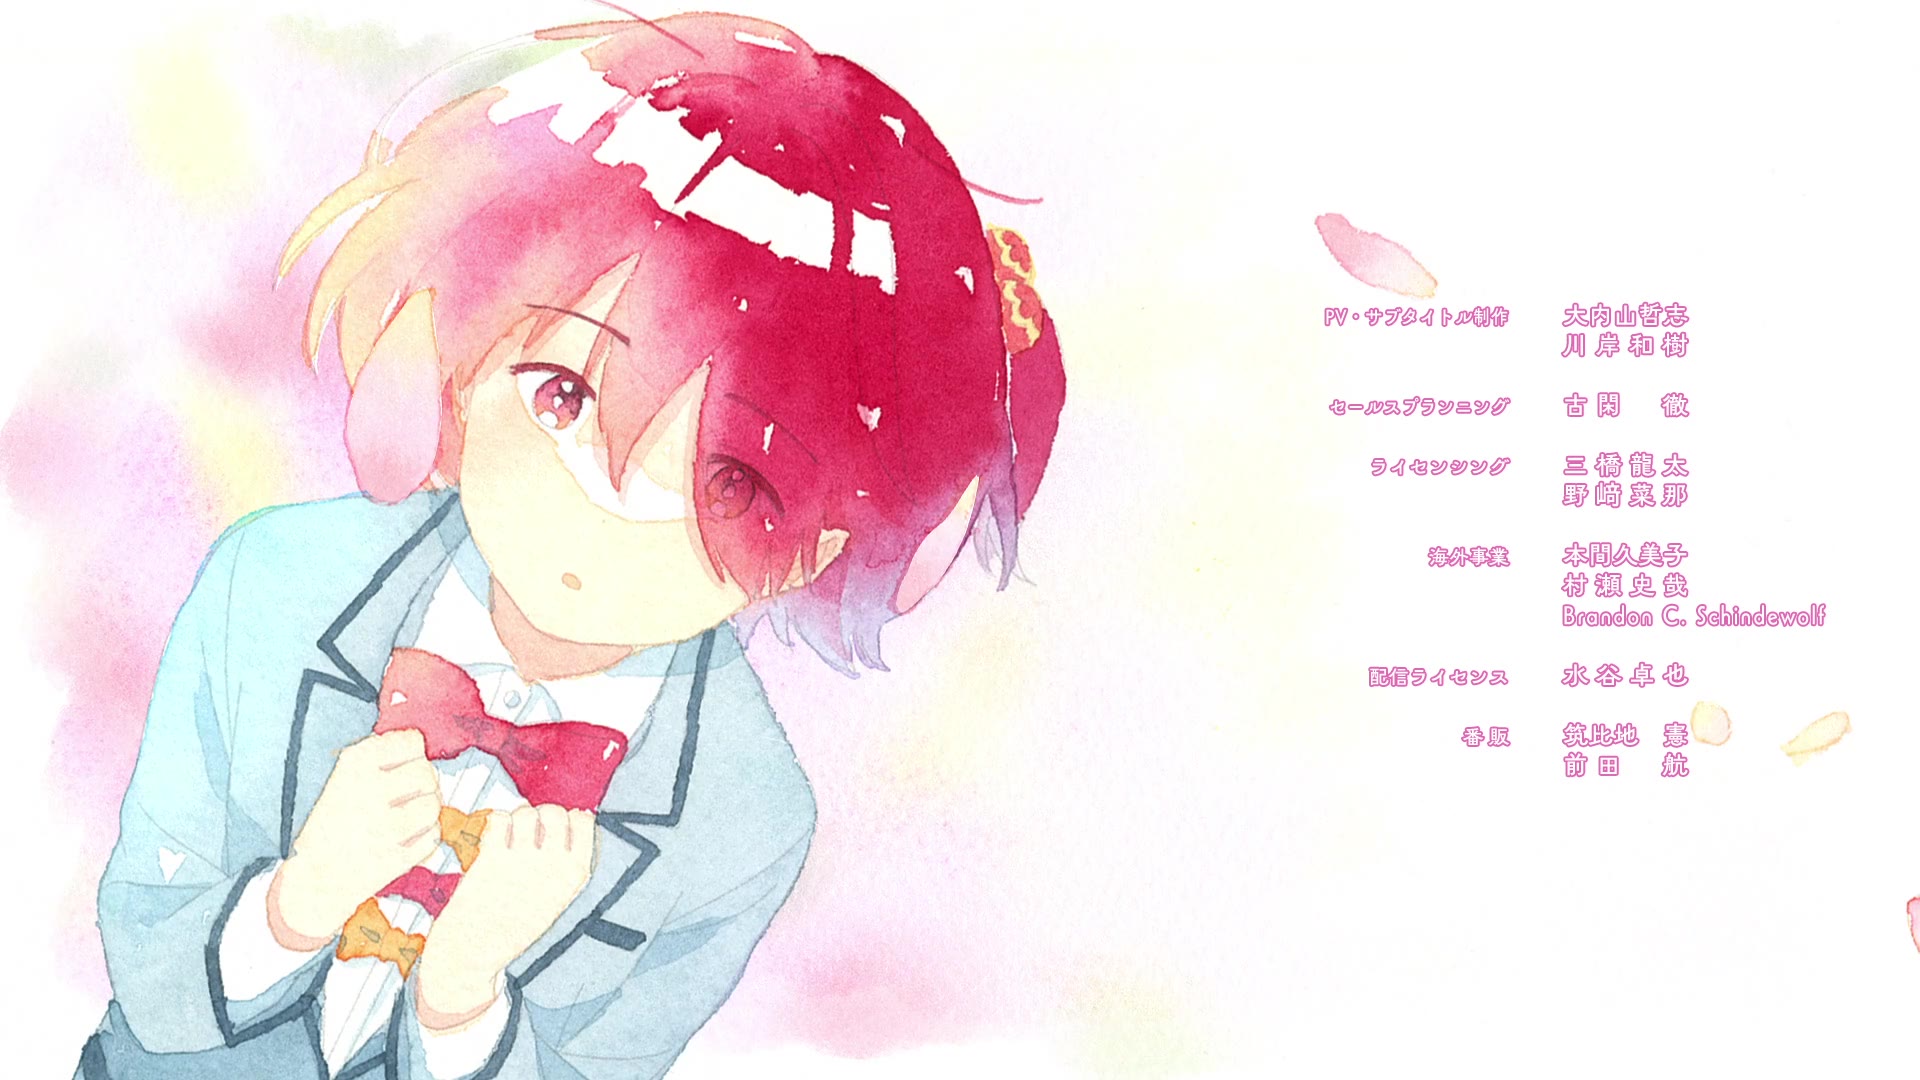 PV・サブタイトル制作 大内山哲志
川岸和樹
セールスプランニング 古閑 徹
ライセンシング 三橋龍太
野﨑菜那
海外事業 本間久美子
村瀬史哉
Brandon C. Schindewolf
配信ライセンス 水谷卓也
番販 筑比地 憲
前田 航